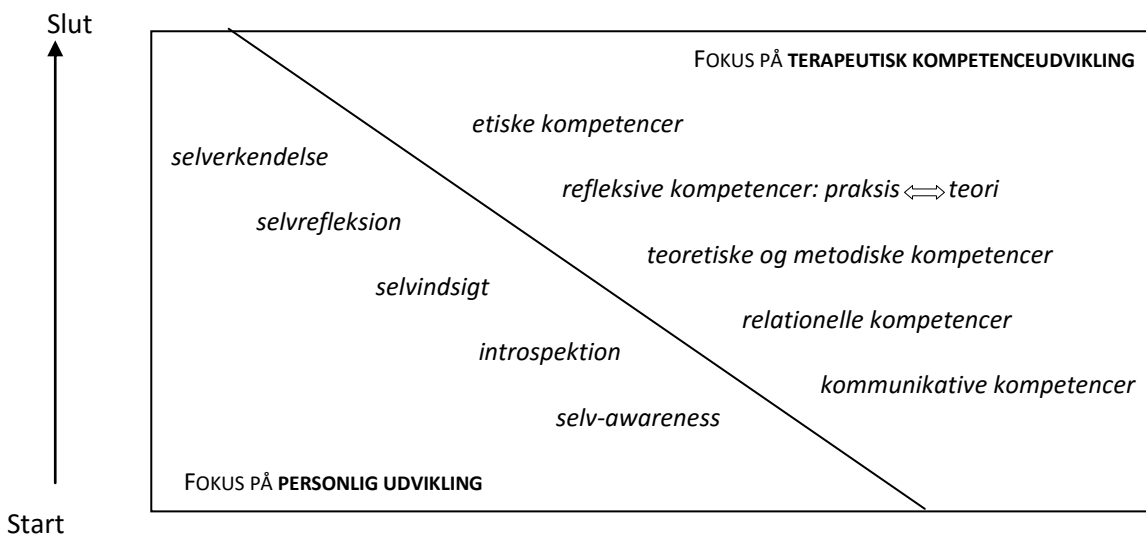 Slut
FOKUS PÅ TERAPEUTISK KOMPETENCEUDVIKLING
etiske kompetencer
selverkendelse
refleksive kompetencer: praksis ⟺ teori
selvrefleksion
teoretiske og metodiske kompetencer
selvindsigt
relationelle kompetencer
introspektion
kommunikative kompetencer
selv-awareness
FOKUS PÅ PERSONLIG UDVIKLING
Start